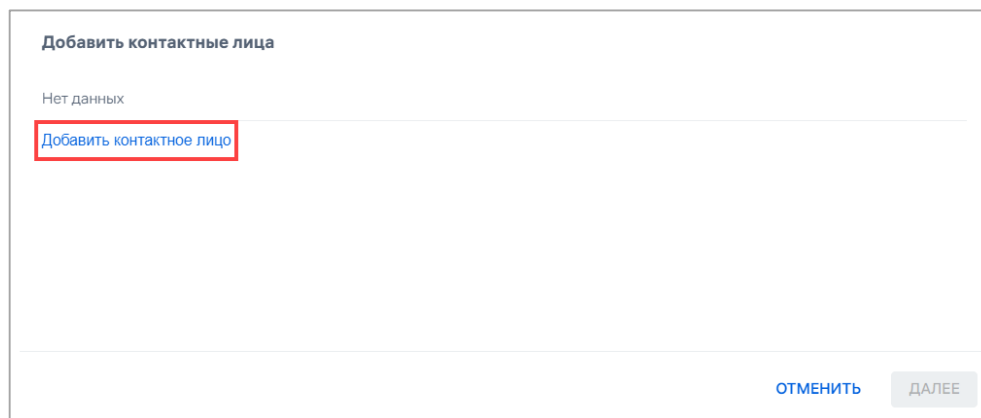 Добавить контактные лица
Нет данных
Добавить контактное лицо
ОТМЕНИТЬ ДАЛЕЕ